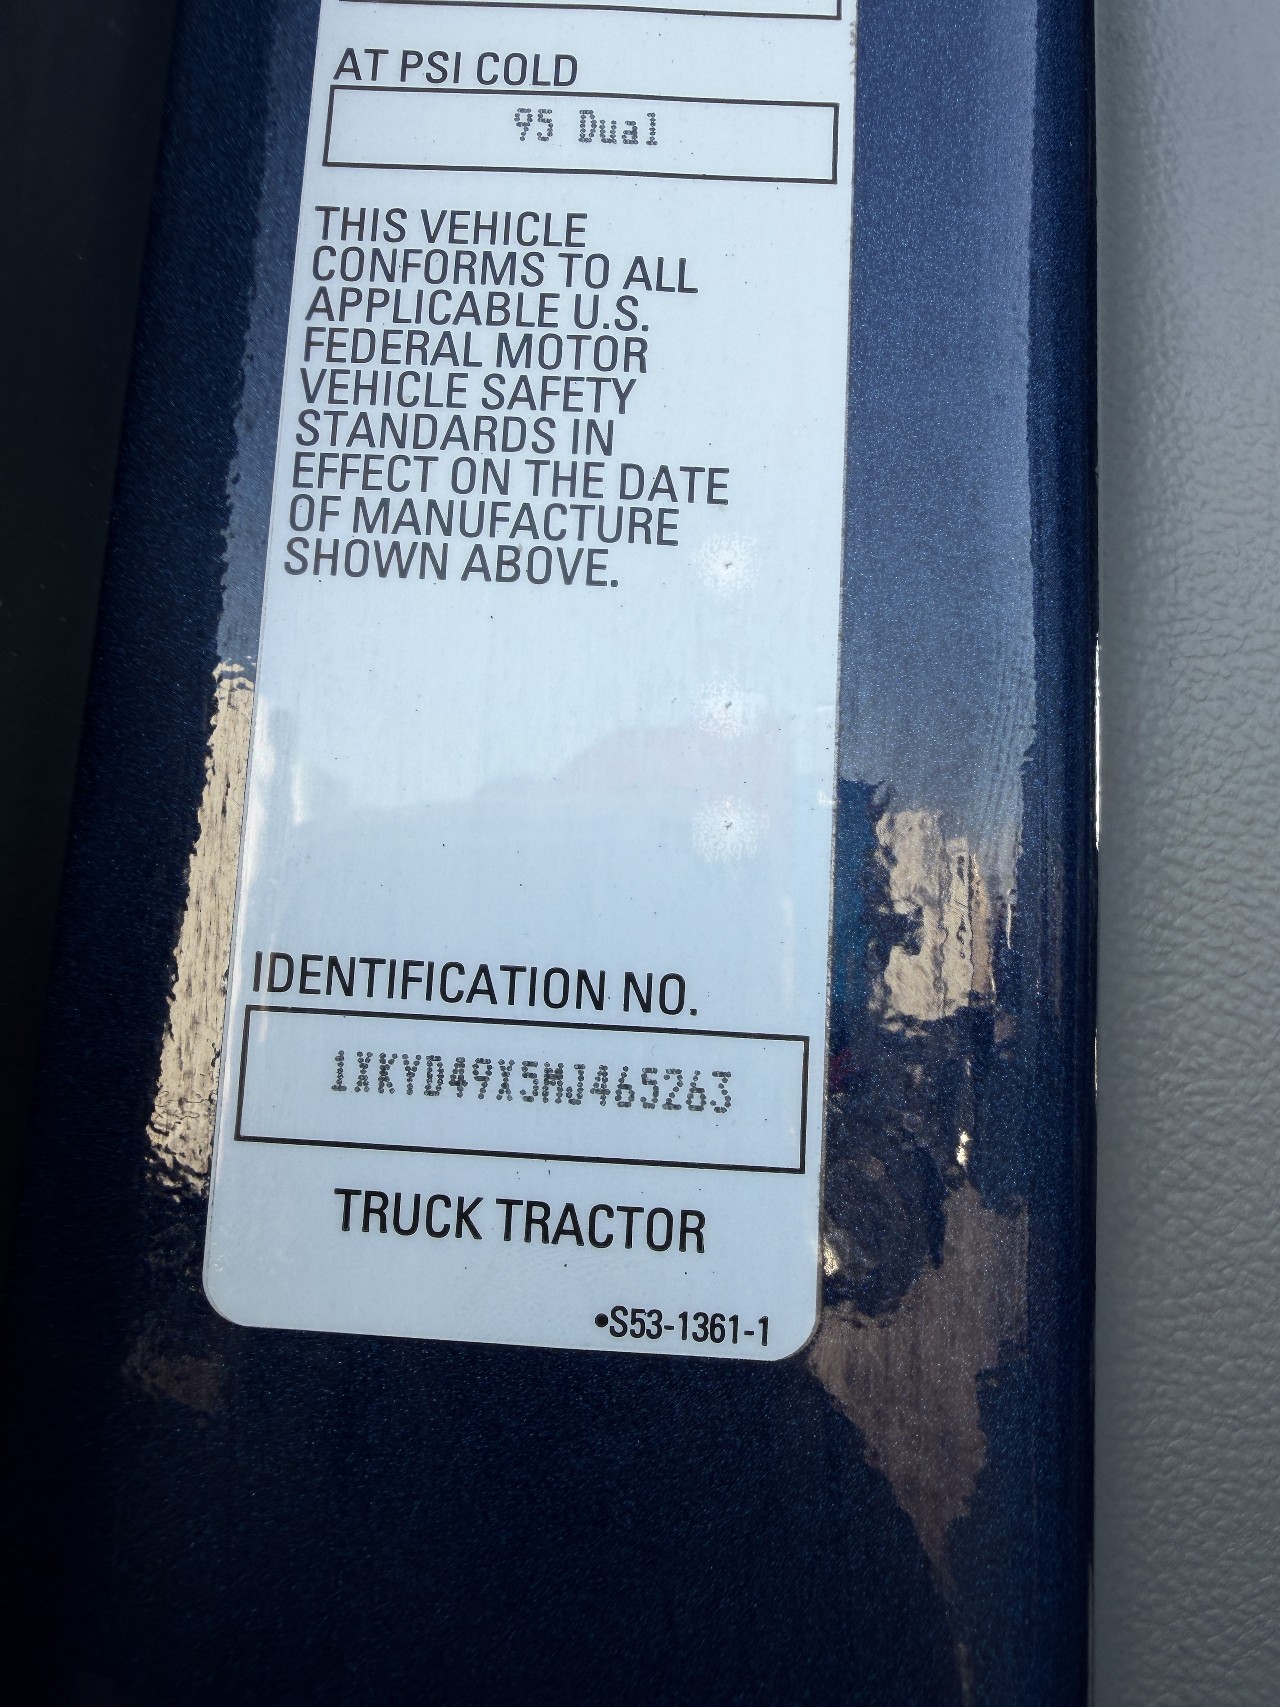 AT PSI COLD
95 Dual
THIS VEHICLE
CONFORMS TO ALL
APPLICABLE U.S.
FEDERAL MOTOR
VEHICLE SAFETY
STANDARDS IN
EFFECT ON THE DATE
OF MANUFACTURE
SHOWN ABOVE.
IDENTIFICATION NO.
1XKYD49X5MJ465263
TRUCK TRACTOR
•S53-1361-1